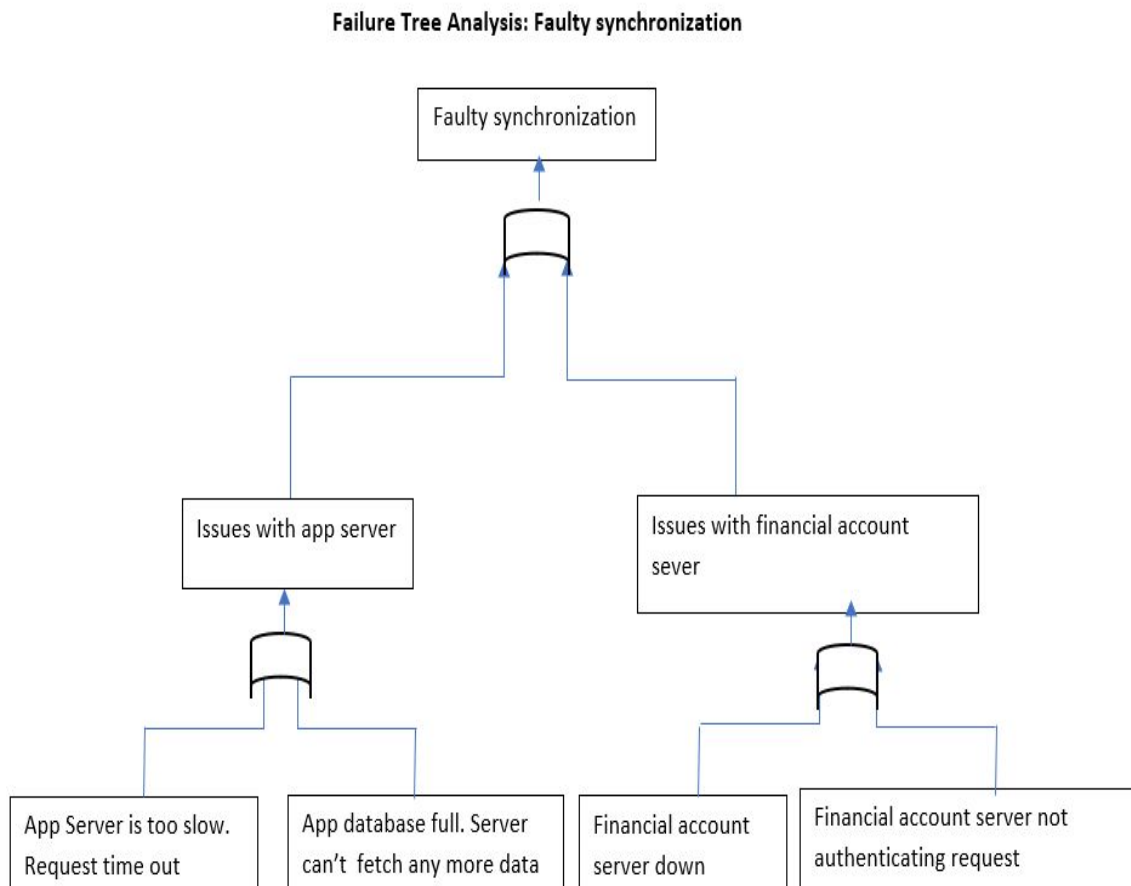 Failure Tree Analysis: Faulty synchronization
Faulty synchronization
Issues with app server
Issues with financial account
sever
App Server is too slow.
Request time out
App database full. Server
can’t fetch any more data
Financial account
server down
Financial account server not
authenticating request